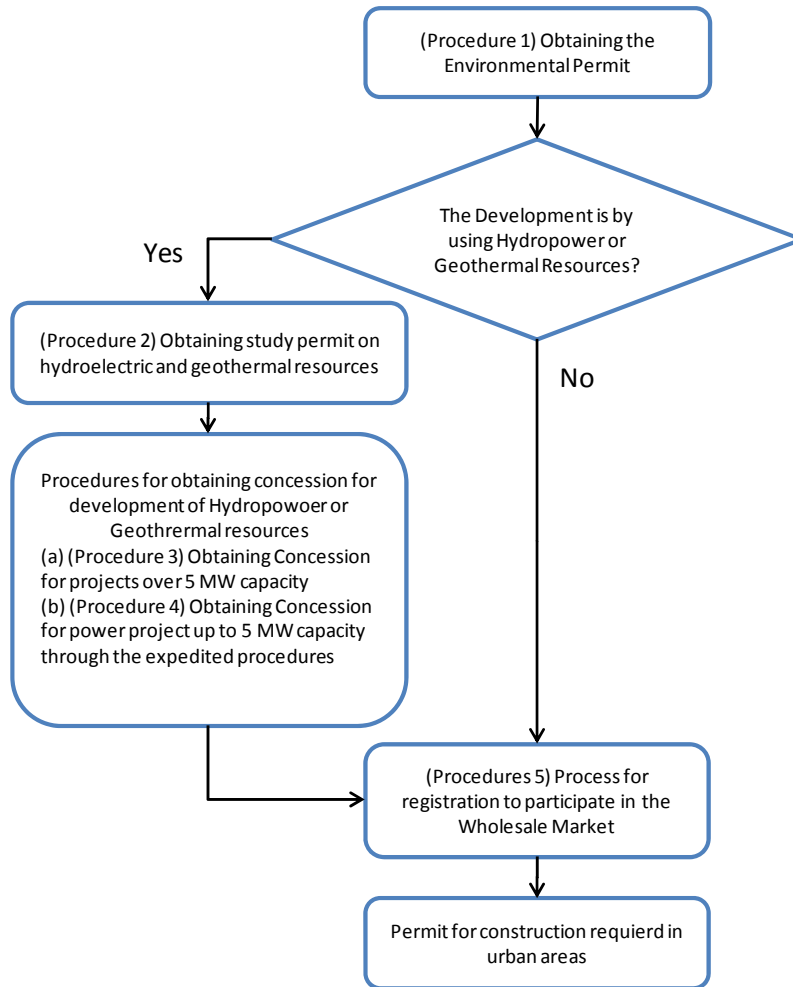 (Procedure 1) Obtaining the
Environmental Permit
The Development is by
using Hydropower or
Geothermal Resources?
Yes
(Procedure 2) Obtaining study permit on
hydroelectric and geothermal resources
No
Procedures for obtaining concession for
development of Hydropowoer or
Geothrermal resources
(a) (Procedure 3) Obtaining Concession
for projects over 5 MW capacity
(b) (Procedure 4) Obtaining Concession
for power project up to 5 MW capacity
through the expedited procedures
(Procedures 5) Process for
registration to participate in the
Wholesale Market
Permit for construction requierd in
urban areas